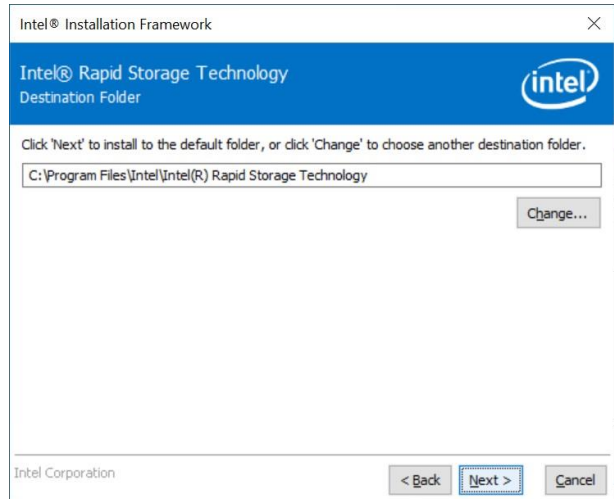 Intel® Installation Framework
Intel® Rapid Storage Technology
Destination Folder
intel
Click 'Next' to install to the default folder, or click 'Change' to choose another destination folder.
C:\Program Files\Intel\Intel(R) Rapid Storage Technology
Change...
Intel Corporation
< Back Next > Cancel